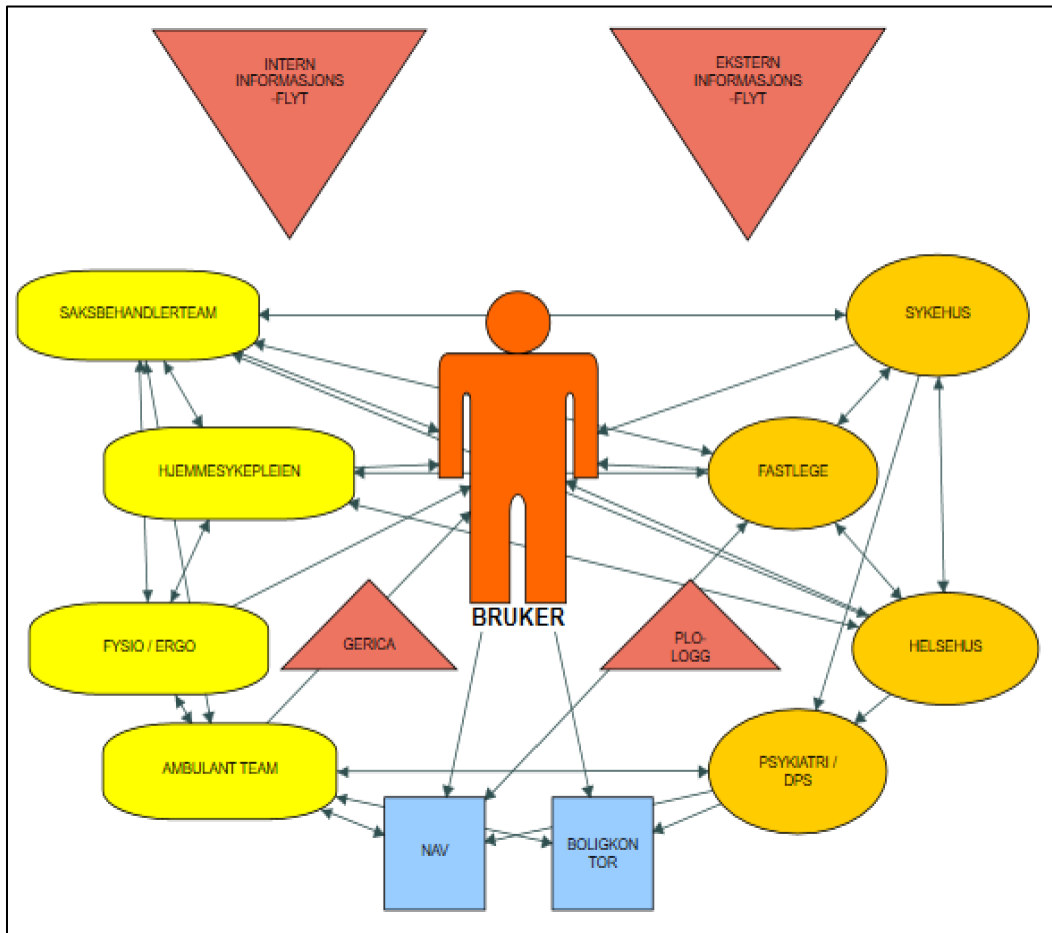 INTERN
INFORMASJONS
-FLYT
EKSTERN
INFORMASJONS
-FLYT
SAKSBEHANDLERTEAM
SYKEHUS
HJEMMESYKEPLEIEN
FASTLEGE
BRUKER
FYSIO / ERGO
GERICA
PLO-
LOGG
HELSEHUS
AMBULANT TEAM
PSYKIATRI /
DPS
NAV
BOLIGKON
TOR